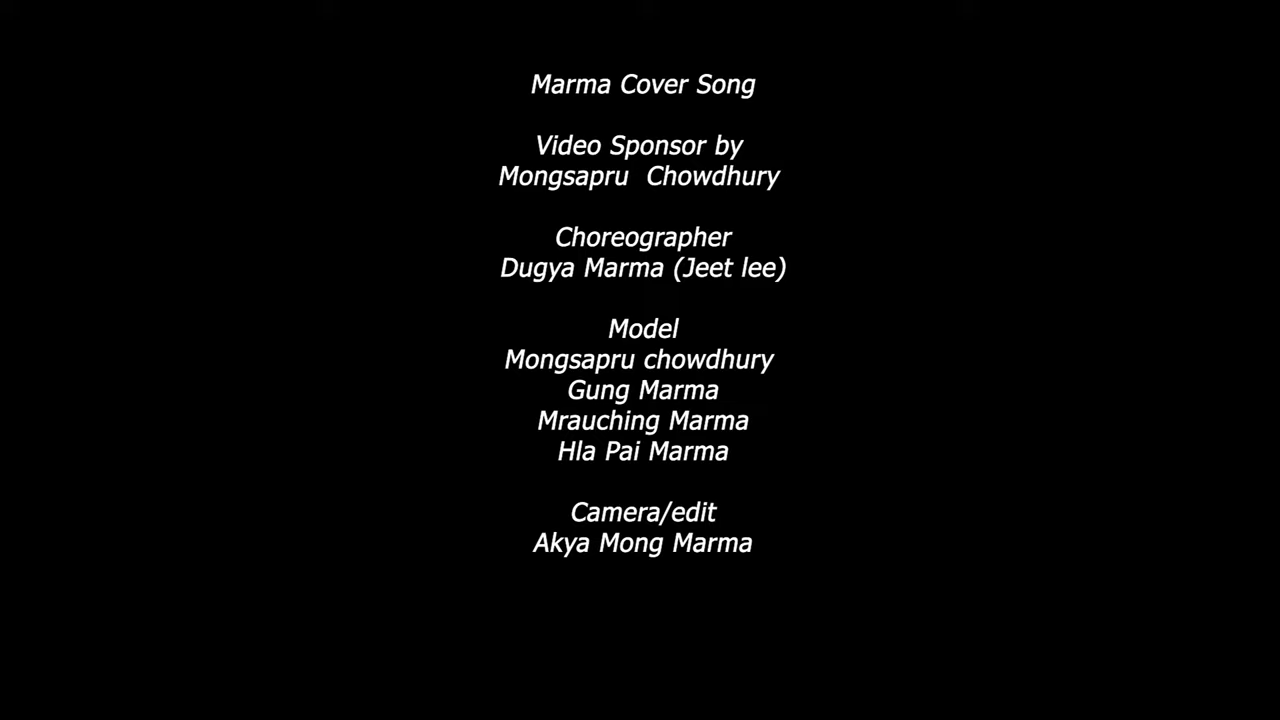 Marma Cover Song
Video Sponsor by
Mongsapru  Chowdhury
Choreographer
Dugya Marma (Jeet lee)
Model
Mongsapru chowdhury
Gung Marma
Mrauching Marma
Hla Pai Marma
Camera/edit
Akya Mong Marma